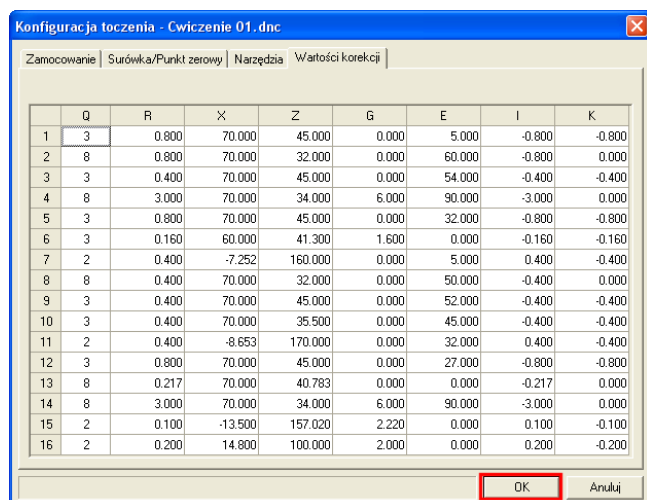 Konfiguracja toczenia - Cwiczenie 01.dnc
Zamocowanie Surówka/Punkt zerowy Narzędzia Wartości korekcji
Q R X Z G E I K
1 3 0.800 70.000 45.000 0.000 5.000 -0.800 -0.800
2 8 0.800 70.000 32.000 0.000 60.000 -0.800 0.000
3 3 0.400 70.000 45.000 0.000 54.000 -0.400 -0.400
4 8 3.000 70.000 34.000 6.000 90.000 -3.000 0.000
5 3 0.800 70.000 45.000 0.000 32.000 -0.800 -0.800
6 3 0.160 60.000 41.300 1.600 0.000 -0.160 -0.160
7 2 0.400 -7.252 160.000 0.000 5.000 0.400 -0.400
8 8 0.400 70.000 32.000 0.000 50.000 0.400 0.000
9 3 0.400 70.000 45.000 0.000 52.000 -0.400 -0.400
10 3 0.400 70.000 35.500 0.000 45.000 -0.400 -0.400
11 2 0.400 -8.653 170.000 0.000 32.000 0.400 -0.400
12 3 0.800 70.000 45.000 0.000 27.000 -0.800 -0.800
13 8 0.217 70.000 40.783 0.000 0.000 -0.217 0.000
14 8 3.000 70.000 34.000 6.000 90.000 -3.000 0.000
15 2 0.100 -13.500 157.020 2.220 0.000 0.100 -0.100
16 2 0.200 14.800 100.000 2.000 0.000 0.200 -0.200
OK Anuluj